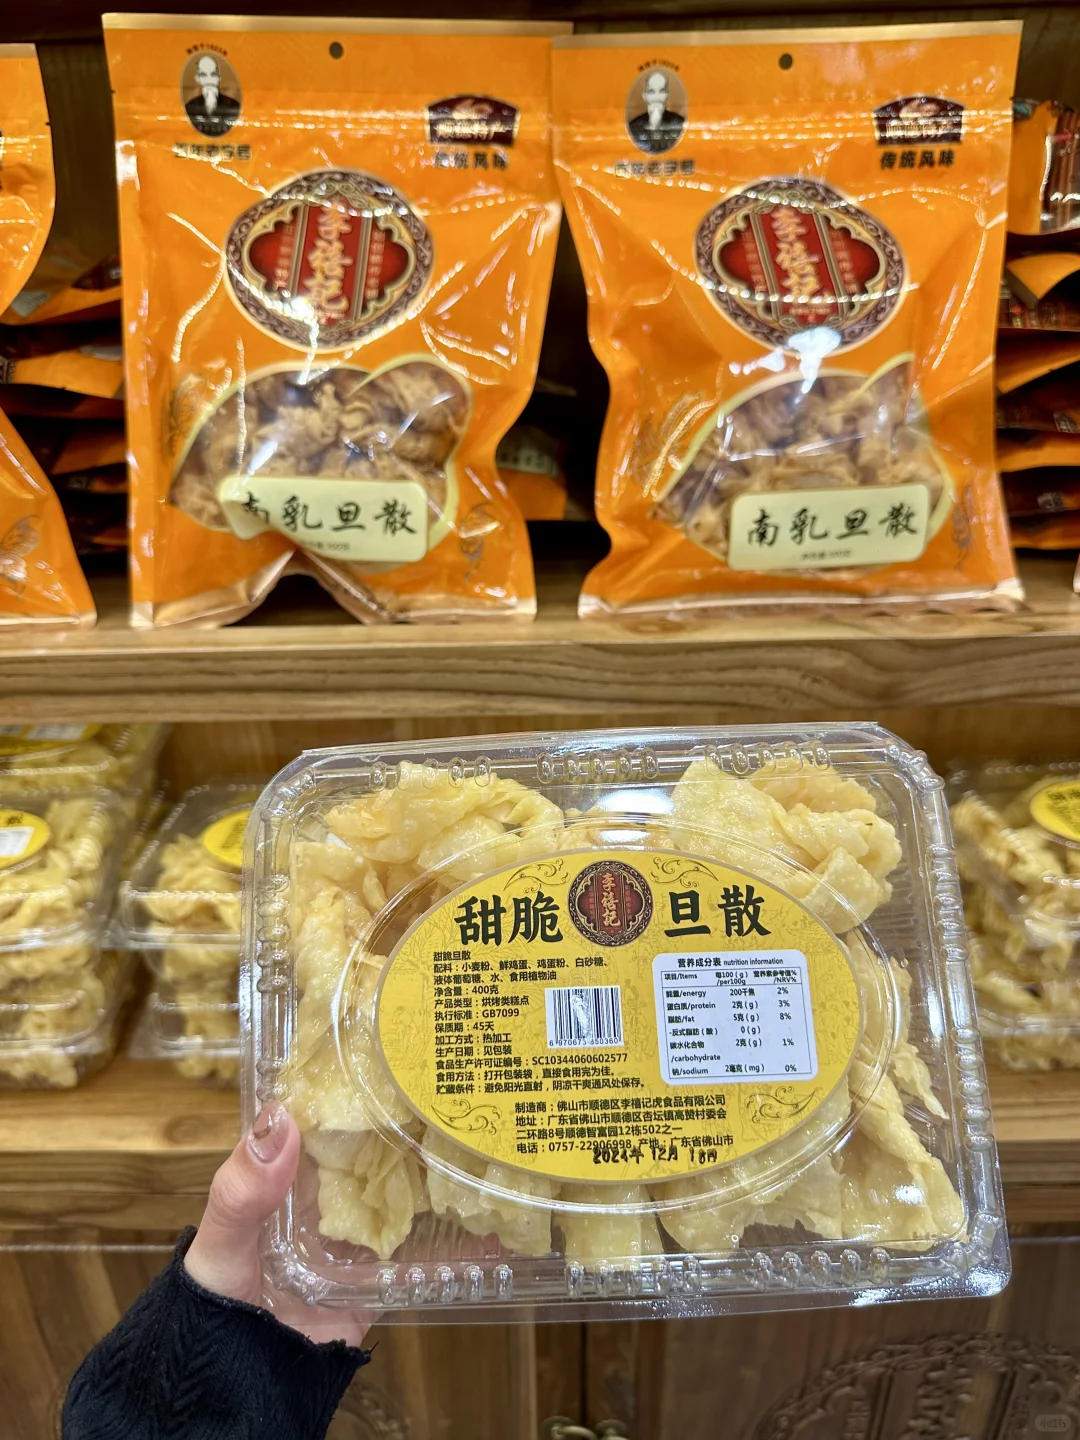 百年老字号
顺德特产
传统风味
李禧记
南乳旦散
百年老字号
顺德特产
传统风味
李禧记
南乳旦散
甜脆 李禧记 旦散
甜脆旦散
配料：小麦粉、鲜鸡蛋、鸡蛋粉、白砂糖、
液体葡萄糖、水、食用植物油
净含量：400克
产品类型：烘烤类糕点
执行标准：GB7099
保质期：45天
加工方式：热加工
生产日期：见包装
食品生产许可证编号：SC10344060602577
食用方法：打开包装袋，直接食用完为佳。
贮藏条件：避免阳光直射，阴凉干爽通风处保存。
营养成分表 nutrition information
项目/Items 每100(g)/per100g 营养素参考值%/NRV%
能量/energy 200千焦 2%
蛋白质/protein 2克(g) 3%
脂肪/fat 5克(g) 8%
-反式脂肪（酸） 0(g)
碳水化合物/carbohydrate 2克(g) 1%
钠/sodium 2毫克(mg) 0%
制造商：佛山市顺德区李禧记虎食品有限公司
地址：广东省佛山市顺德区杏坛镇高赞村委会
二环路8号顺德智富园12栋502之一
电话：0757-22906998 产地：广东省佛山市
2024年12月18日